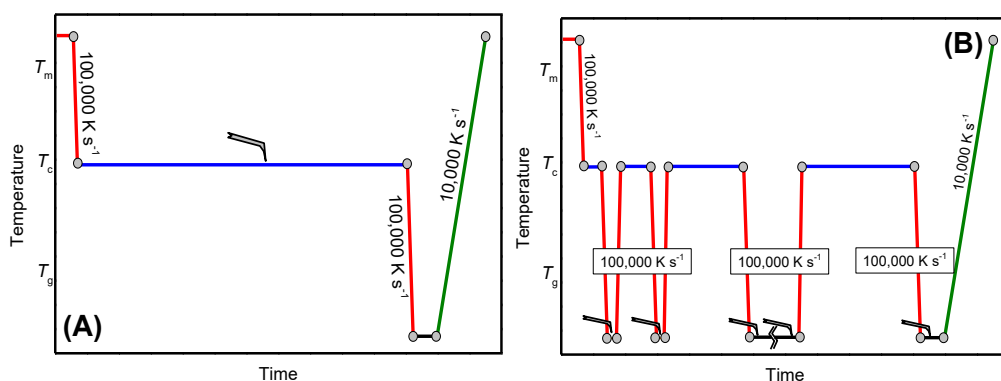 T_m
T_c
T_g
Temperature
Time
100,000 K s⁻¹
100,000 K s⁻¹
10,000 K s⁻¹
(A)
T_m
T_c
T_g
Temperature
Time
100,000 K s⁻¹
100,000 K s⁻¹
100,000 K s⁻¹
100,000 K s⁻¹
10,000 K s⁻¹
(B)